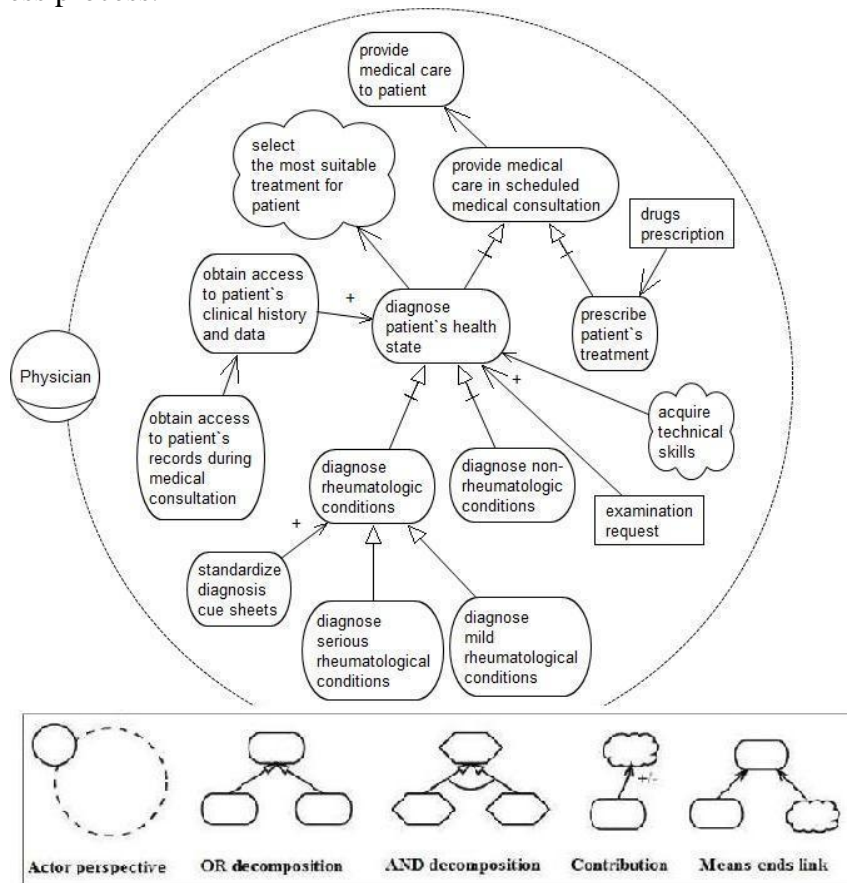 ess process.
provide
medical care
to patient
select
the most suitable
treatment for
patient
provide medical
care in scheduled
medical consultation
drugs
prescription
obtain access
to patient`s
clinical history
and data
+
diagnose
patient`s health
state
prescribe
patient`s
treatment
Physician
+
obtain access
to patient`s
records during
medical
consultation
acquire
technical
skills
diagnose
rheumatologic
conditions
diagnose non-
rheumatologic
conditions
examination
request
+
standardize
diagnosis
cue sheets
diagnose
serious
rheumatological
conditions
diagnose
mild
rheumatological
conditions
+/-
Actor perspective
OR decomposition
AND decomposition
Contribution
Means ends link